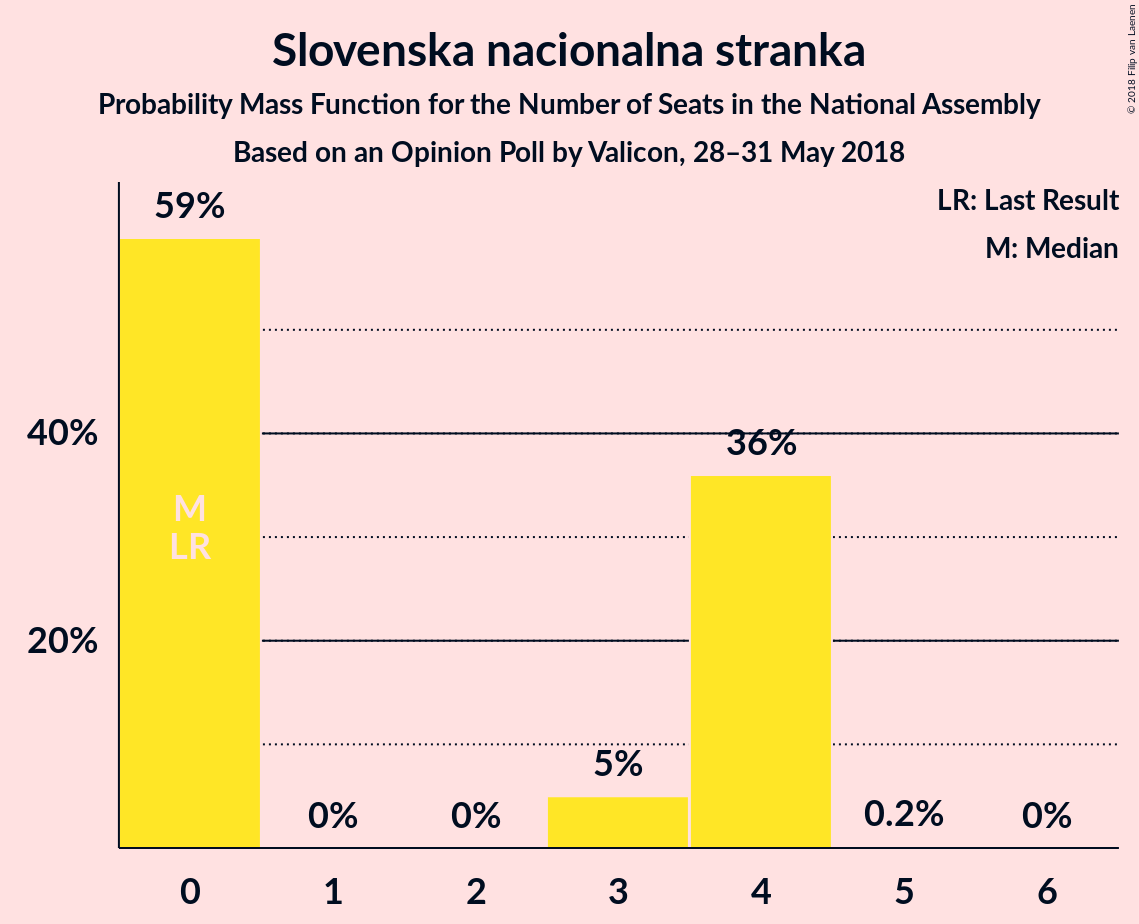 Slovenska nacionalna stranka
Probability Mass Function for the Number of Seats in the National Assembly
Based on an Opinion Poll by Valicon, 28–31 May 2018
© 2018 Filip van Laenen
LR: Last Result
M: Median
59%
40%
36%
M
LR
20%
5%
0%
0%
0.2%
0%
0 1 2 3 4 5 6